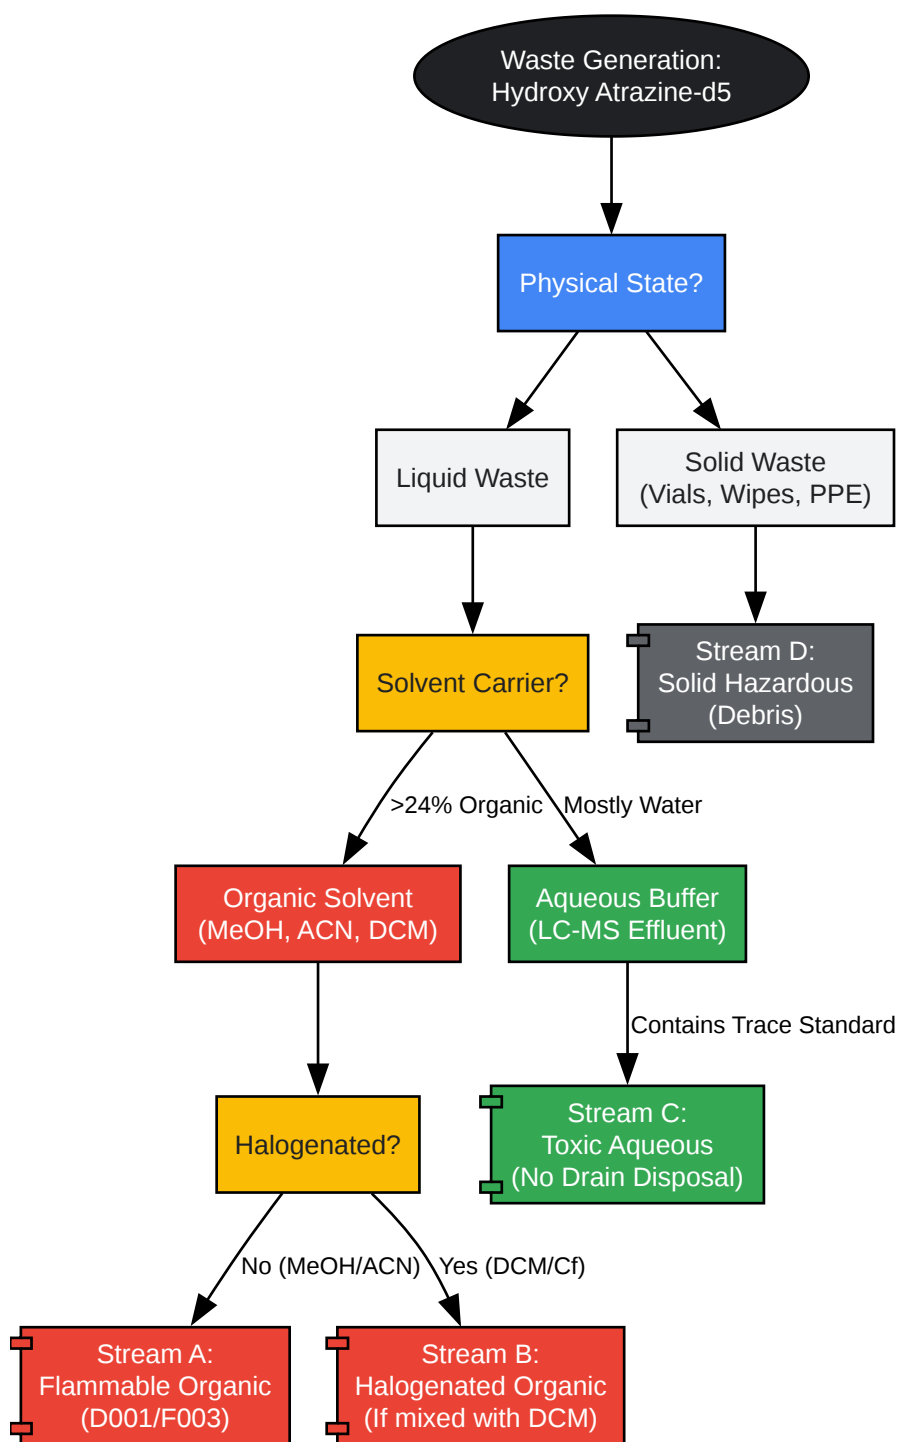 Waste Generation:
Hydroxy Atrazine-d5
Physical State?
Liquid Waste
Solid Waste
(Vials, Wipes, PPE)
Solvent Carrier?
Stream D:
Solid Hazardous
(Debris)
>24% Organic
Mostly Water
Organic Solvent
(MeOH, ACN, DCM)
Aqueous Buffer
(LC-MS Effluent)
Contains Trace Standard
Halogenated?
Stream C:
Toxic Aqueous
(No Drain Disposal)
No (MeOH/ACN)
Yes (DCM/Cf)
Stream A:
Flammable Organic
(D001/F003)
Stream B:
Halogenated Organic
(If mixed with DCM)